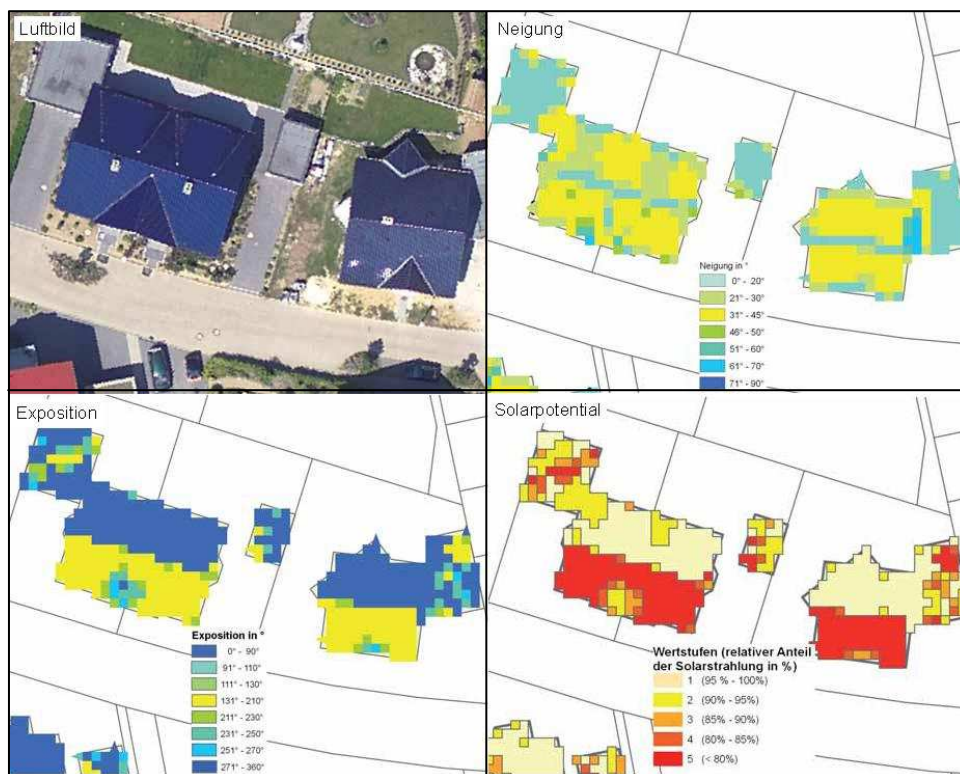 Luftbild
Neigung
Neigung in °
0° - 20°
21° - 30°
31° - 45°
46° - 50°
51° - 60°
61° - 70°
71° - 90°
Exposition
Exposition in °
0° - 90°
91° - 110°
111° - 130°
131° - 210°
211° - 230°
231° - 250°
251° - 270°
271° - 360°
Solarpotential
Wertstufen (relativer Anteil
der Solarstrahlung in %)
1 (95 % - 100%)
2 (90% - 95%)
3 (85% - 90%)
4 (80% - 85%)
5 (< 80%)